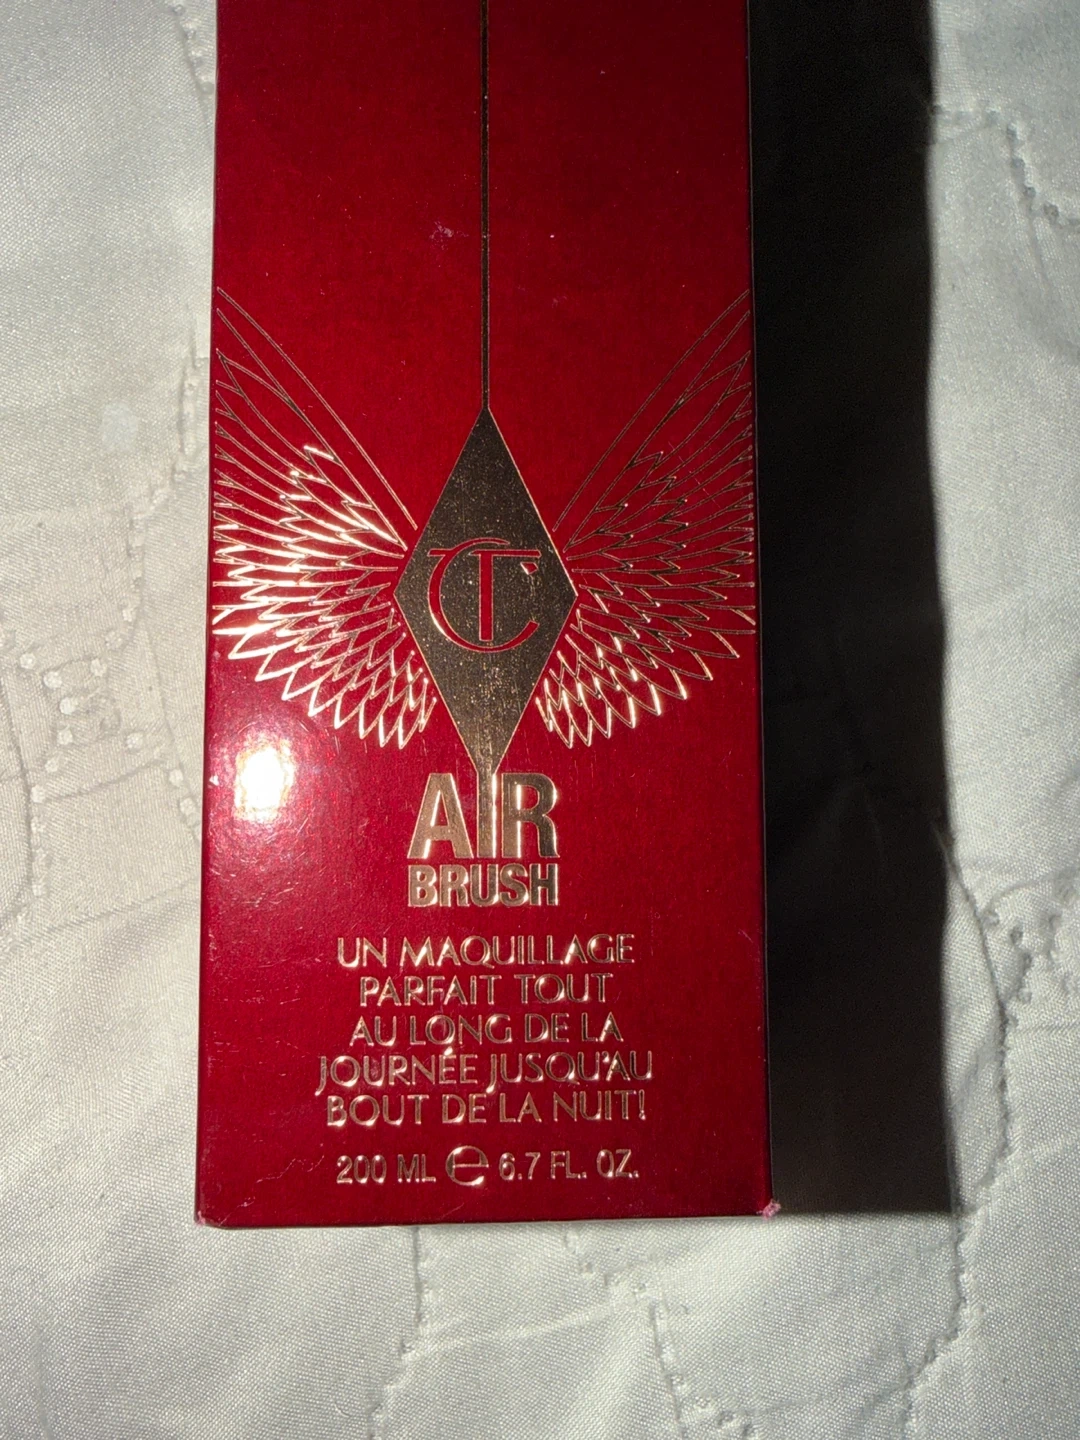 CT
AIR
BRUSH
UN MAQUILLAGE
PARFAIT TOUT
AU LONG DE LA
JOURNÉE JUSQU'AU
BOUT DE LA NUIT!
200 ML ℮ 6.7 FL. OZ.